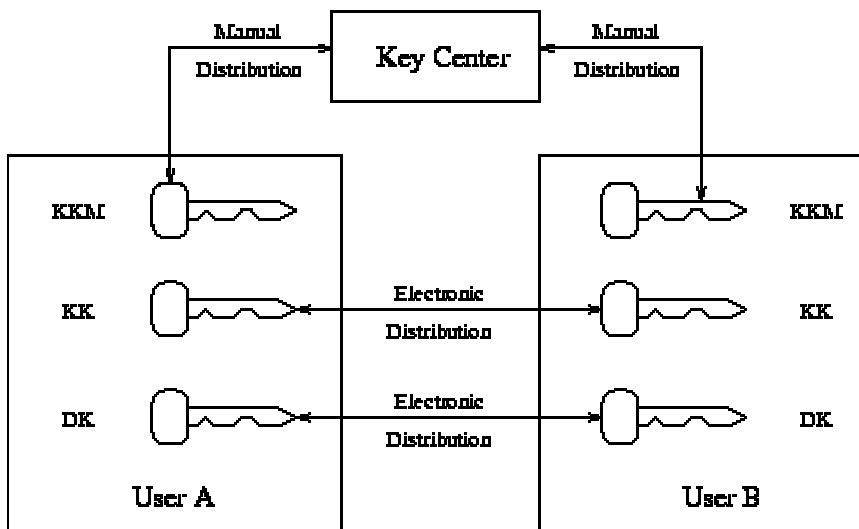 Manual
Distribution
Key Center
Manual
Distribution
KKM
KKM
KK
Electronic
Distribution
KK
DK
Electronic
Distribution
DK
User A
User B